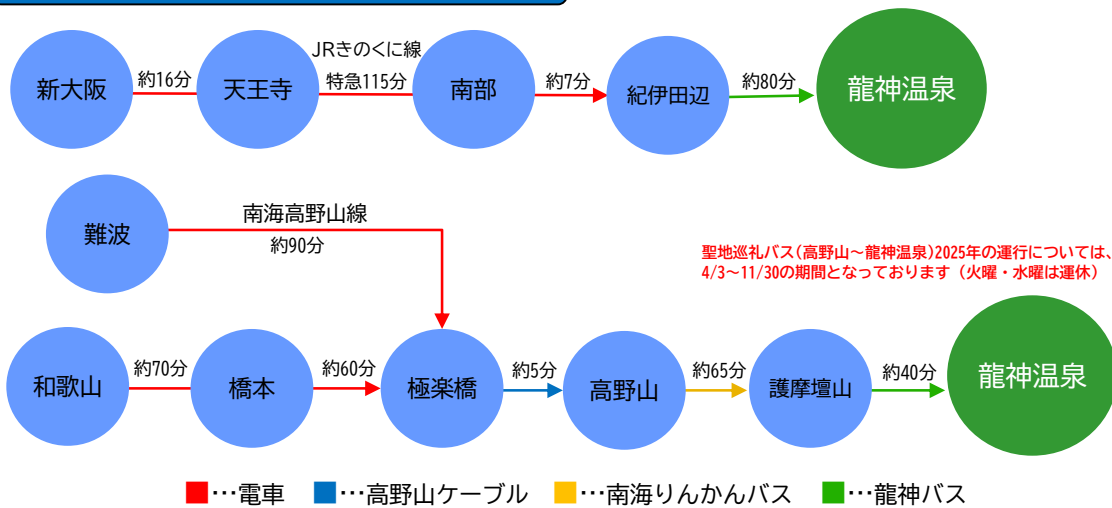 JRきのくに線
新大阪 約16分 天王寺 特急115分 南部 約7分 紀伊田辺 約80分 龍神温泉
難波 南海高野山線
約90分
聖地巡礼バス(高野山～龍神温泉)2025年の運行については、
4/3～11/30の期間となっております（火曜・水曜は運休）
和歌山 約70分 橋本 約60分 極楽橋 約5分 高野山 約65分 護摩壇山 約40分 龍神温泉
■…電車 ■…高野山ケーブル ■…南海りんかんバス ■…龍神バス